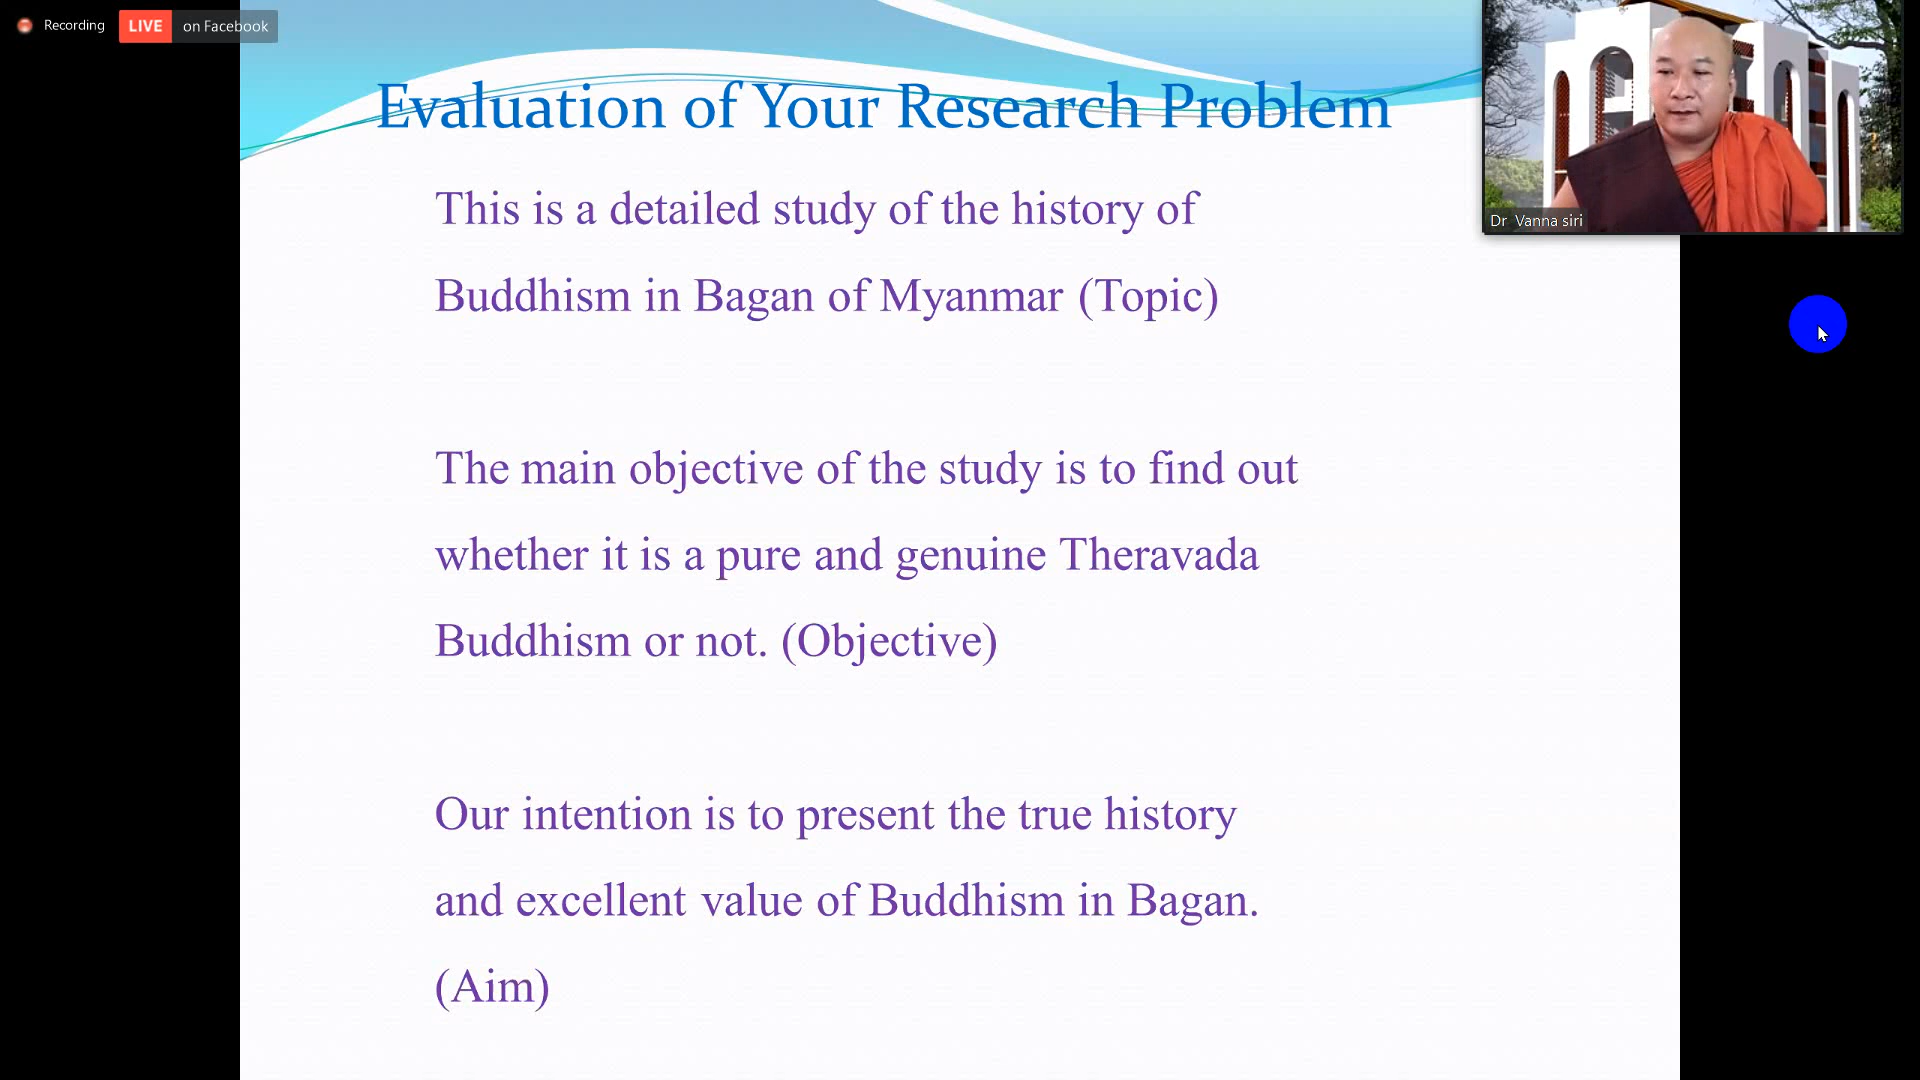 Recording LIVE on Facebook
Evaluation of Your Research Problem
This is a detailed study of the history of
Buddhism in Bagan of Myanmar (Topic)
The main objective of the study is to find out
whether it is a pure and genuine Theravada
Buddhism or not. (Objective)
Our intention is to present the true history
and excellent value of Buddhism in Bagan.
(Aim)
Dr Vanna siri